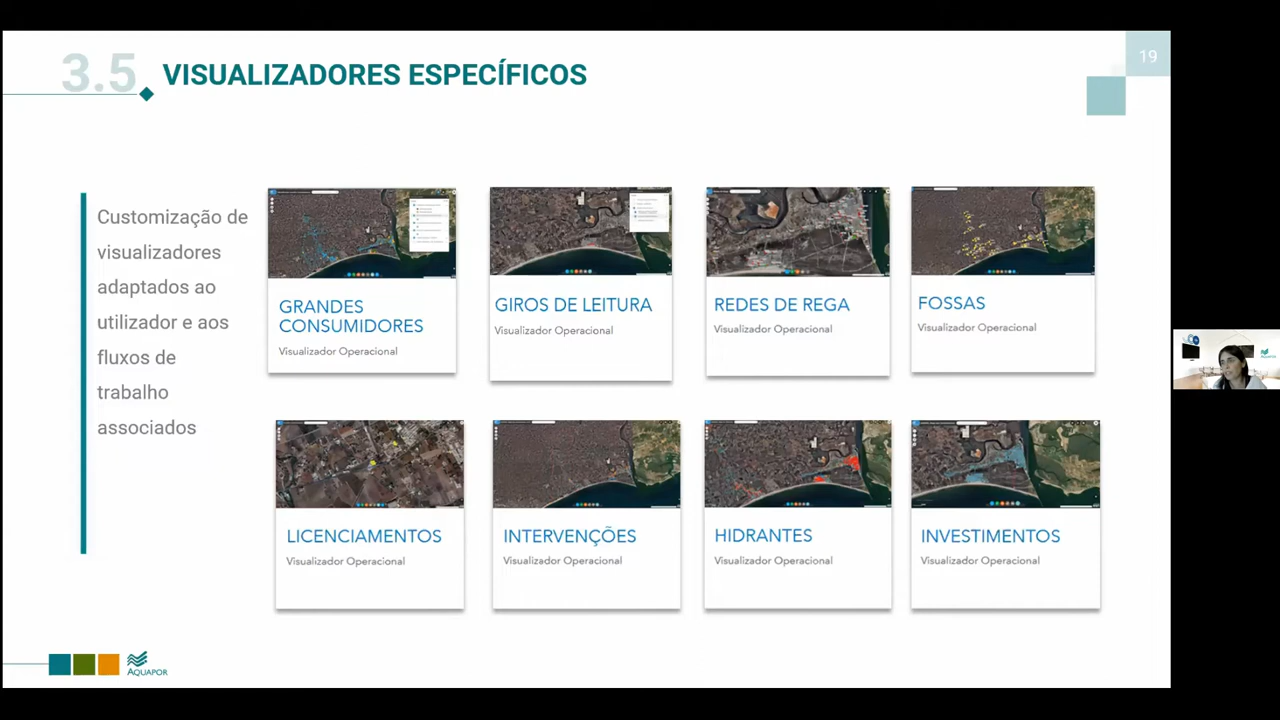 3.5
VISUALIZADORES ESPECÍFICOS
19
Customização de
visualizadores
adaptados ao
utilizador e aos
fluxos de
trabalho
associados
GRANDES
CONSUMIDORES
Visualizador Operacional
GIROS DE LEITURA
Visualizador Operacional
REDES DE REGA
Visualizador Operacional
FOSSAS
Visualizador Operacional
LICENCIAMENTOS
Visualizador Operacional
INTERVENÇÕES
Visualizador Operacional
HIDRANTES
Visualizador Operacional
INVESTIMENTOS
Visualizador Operacional
AQUAPOR